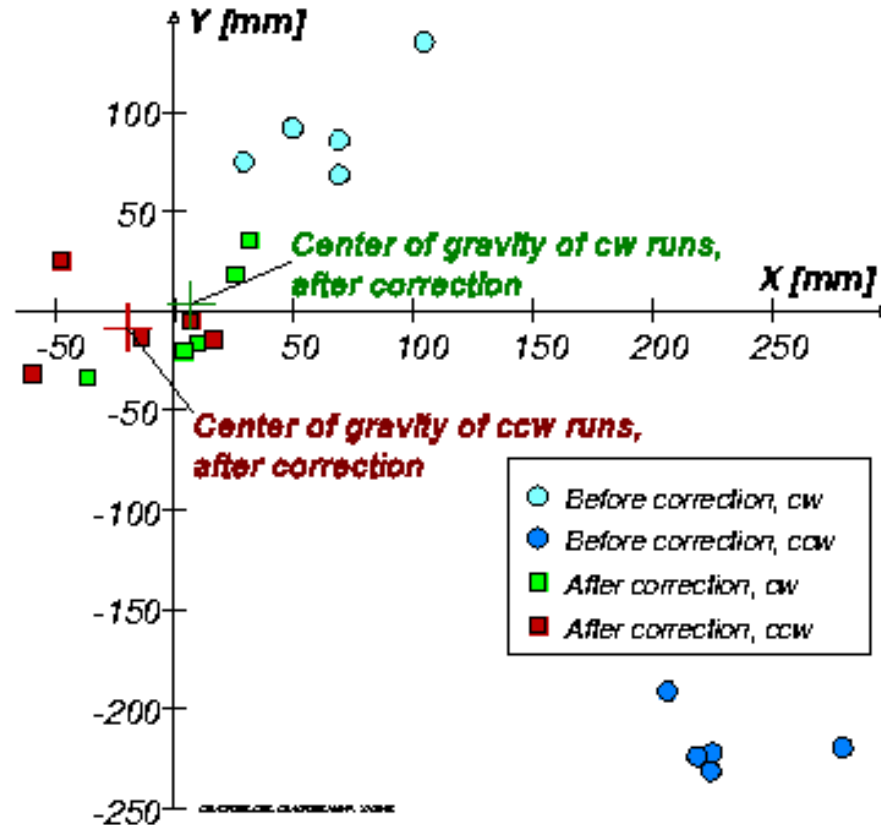 Y [mm]
100
50
Center of gravity of cw runs,
after correction
X [mm]
-50
50
100
150
200
250
-50
Center of gravity of ccw runs,
after correction
-100
-150
-200
-250
Before correction, cw
Before correction, ccw
After correction, cw
After correction, ccw